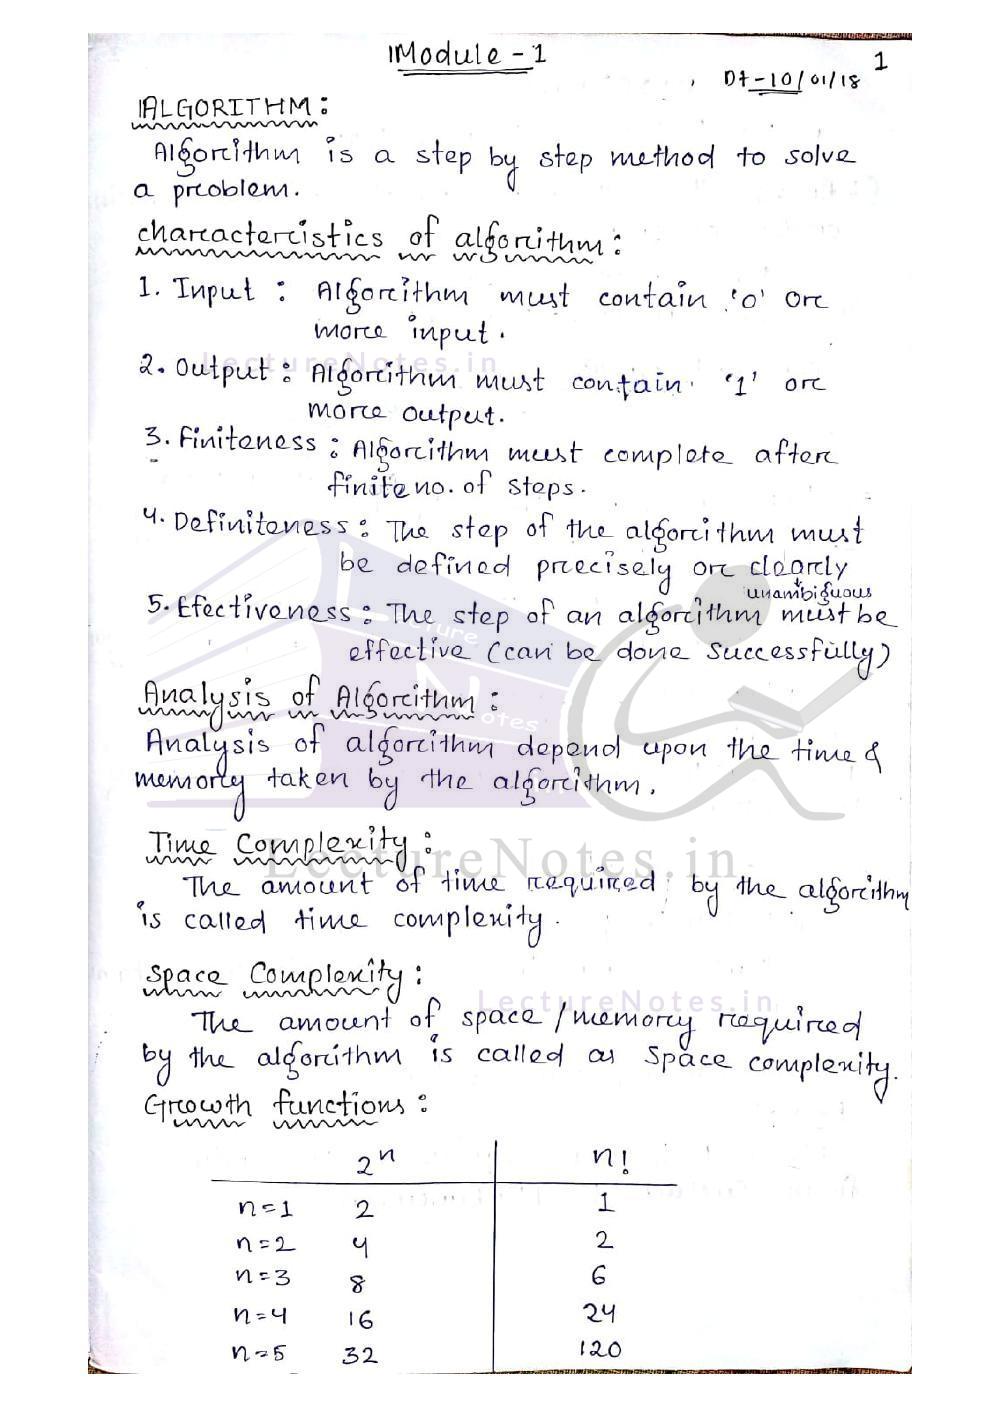 Module - 1
1
Dt - 10/01/18
ALGORITHM :
Algorithm is a step by step method to solve
a problem.
characteristics of algorithm :
1. Input : Algorithm must contain '0' or
more input.
LectureNotes.in
2. Output : Algorithm must contain '1' or
more output.
3. Finiteness : Algorithm must complete after
finite no. of steps.
4. Definiteness : The step of the algorithm must
be defined precisely or clearly
unambiguous
5. Efectiveness : The step of an algorithm must be
effective (can be done successfully)
Analysis of Algorithm :
Analysis of algorithm depend upon the time &
memory taken by the algorithm.
Time Complexity :
LectureNotes.in
The amount of time required by the algorithm
is called time complexity.
Space Complexity :
LectureNotes.in
The amount of space / memory required
by the algorithm is called as Space complexity.
Growth functions :
2^n n!
n=1 2 1
n=2 4 2
n=3 8 6
n=4 16 24
n=5 32 120